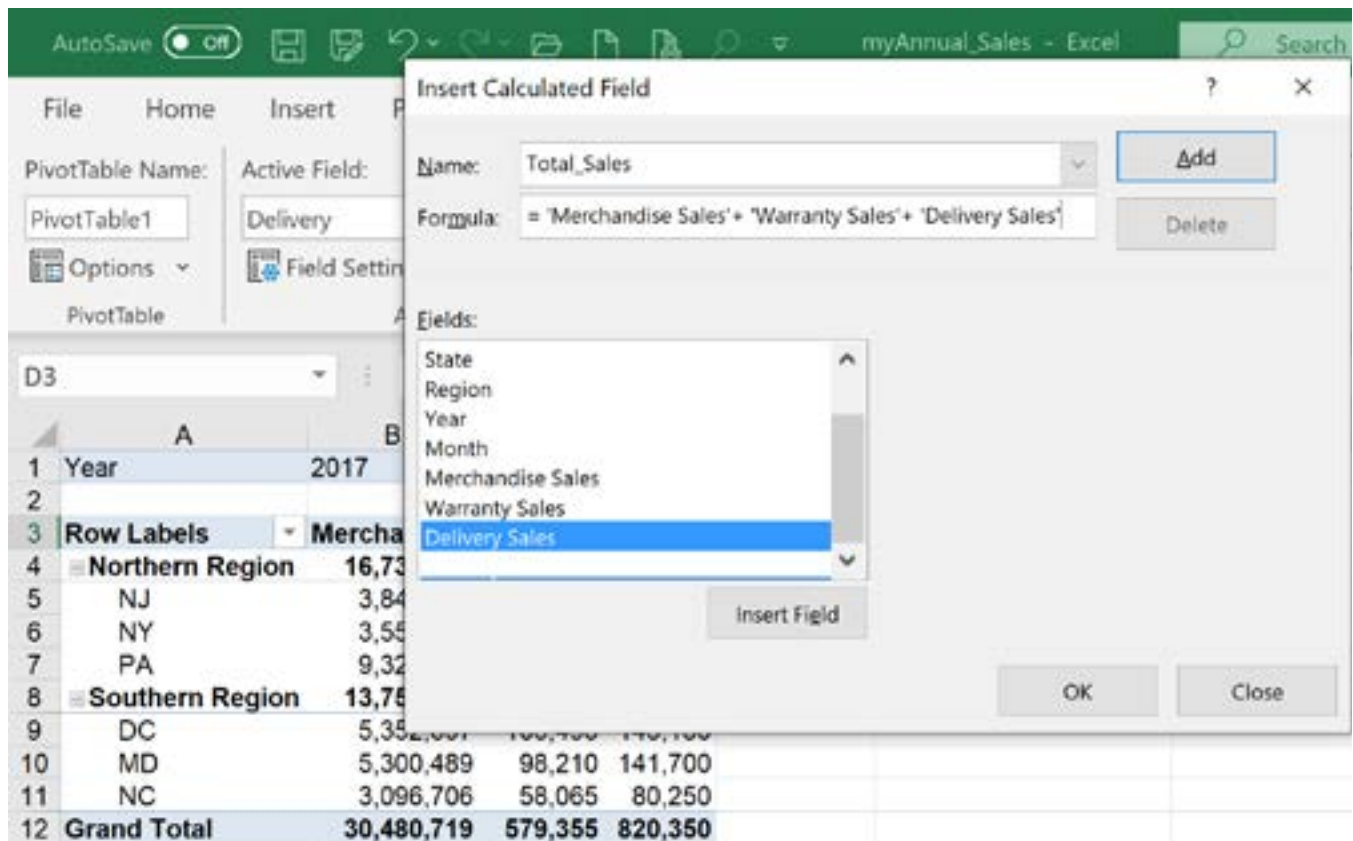 AutoSave Off myAnnual_Sales - Excel Search
File Home Insert P
Insert Calculated Field ? ×
PivotTable Name: Active Field:
PivotTable1 Delivery
Options Field Settin
PivotTable A
Name: Total_Sales Add
Formula: = 'Merchandise Sales'+ 'Warranty Sales'+ 'Delivery Sales' Delete
Fields:
State
Region
Year
Month
Merchandise Sales
Warranty Sales
Delivery Sales
Insert Field
OK Close
D3
A B
1 Year 2017
2
3 Row Labels Mercha
4 Northern Region 16,73
5 NJ 3,84
6 NY 3,55
7 PA 9,32
8 Southern Region 13,75
9 DC
10 MD 5,300,489 98,210 141,700
11 NC 3,096,706 58,065 80,250
12 Grand Total 30,480,719 579,355 820,350